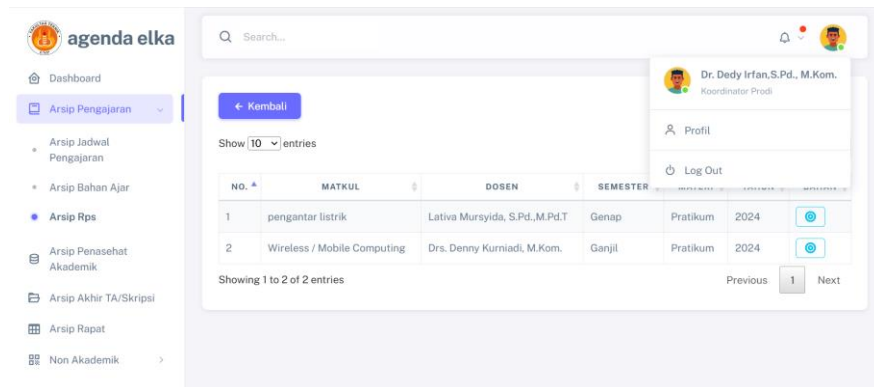 agenda elka
Search...
Dashboard
Arsip Pengajaran
Arsip Jadwal
Pengajaran
Arsip Bahan Ajar
Arsip Rps
Arsip Penasehat
Akademik
Arsip Akhir TA/Skripsi
Arsip Rapat
Non Akademik
Dr. Dedy Irfan,S.Pd., M.Kom.
Koordinator Prodi
Profil
Log Out
← Kembali
Show 10 entries
NO. MATKUL DOSEN SEMESTER MATERI TAHUN BAHAN
1 pengantar listrik Lativa Mursyida, S.Pd.,M.Pd.T Genap Pratikum 2024
2 Wireless / Mobile Computing Drs. Denny Kurniadi, M.Kom. Ganjil Pratikum 2024
Showing 1 to 2 of 2 entries
Previous 1 Next